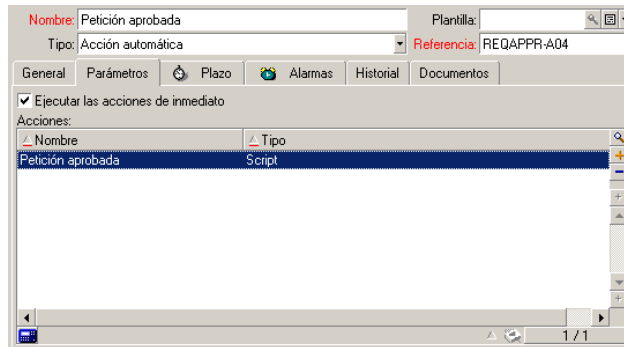 Nombre: Petición aprobada Plantilla:
Tipo: Acción automática Referencia: REQAPPR-A04
General Parámetros Plazo Alarmas Historial Documentos
Ejecutar las acciones de inmediato
Acciones:
Nombre Tipo
Petición aprobada Script
1 / 1